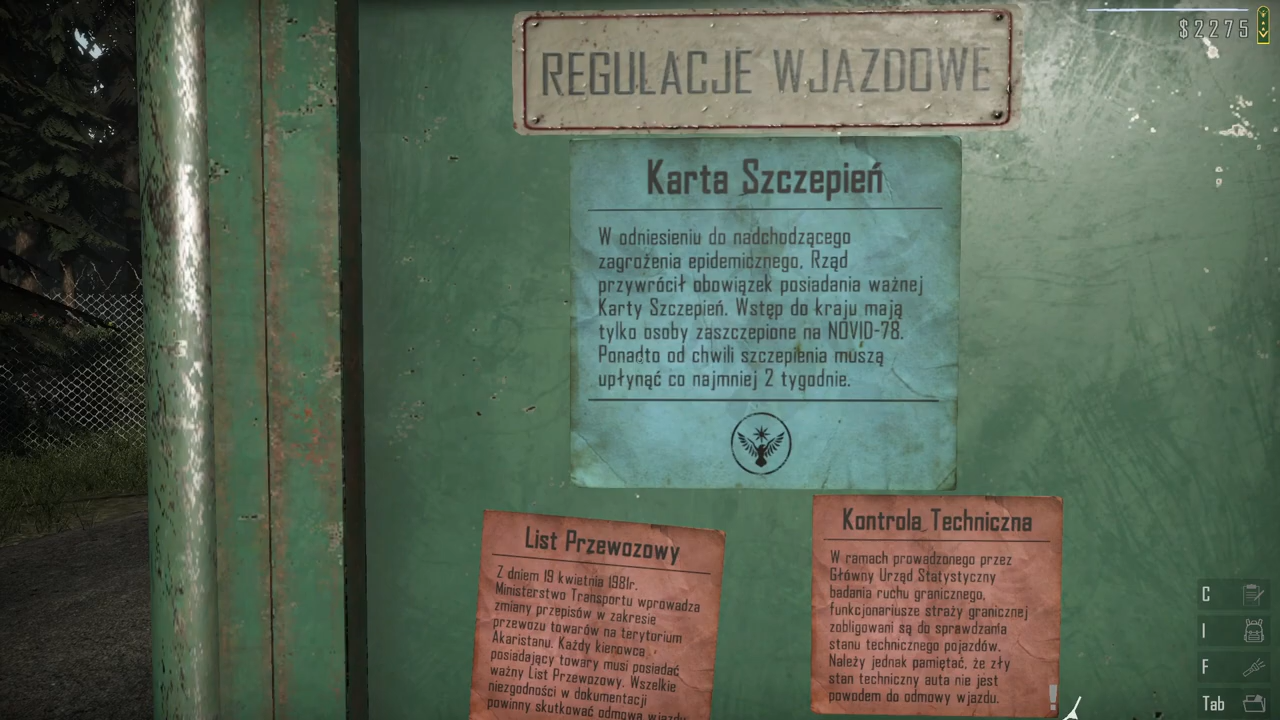 $2275
REGULACJE WJAZDOWE
Karta Szczepień
W odniesieniu do nadchodzącego
zagrożenia epidemicznego, Rząd
przywrócił obowiązek posiadania ważnej
Karty Szczepień. Wstęp do kraju mają
tylko osoby zaszczepione na NOVID-78.
Ponadto od chwili szczepienia muszą
upłynąć co najmniej 2 tygodnie.
List Przewozowy
Z dniem 19 kwietnia 1981r.
Ministerstwo Transportu wprowadza
zmiany przepisów w zakresie
przewozu towarów na terytorium
Akaristanu. Każdy kierowca
posiadający towary musi posiadać
ważny List Przewozowy. Wszelkie
niezgodności w dokumentacji
powinny skutkować odmową wjazdu
Kontrola Techniczna
W ramach prowadzonego przez
Główny Urząd Statystyczny
badania ruchu granicznego,
funkcjonariusze straży granicznej
zobligowani są do sprawdzania
stanu technicznego pojazdów.
Należy jednak pamiętać, że zły
stan techniczny auta nie jest
powodem do odmowy wjazdu.
C
I
F
Tab